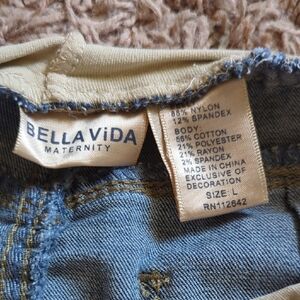 BELLA ViDA
MATERNITY
88% NYLON
12% SPANDEX
BODY:
56% COTTON
21% POLYESTER
21% RAYON
2% SPANDEX
MADE IN CHINA
EXCLUSIVE OF
DECORATION
SIZE: L
RN112642